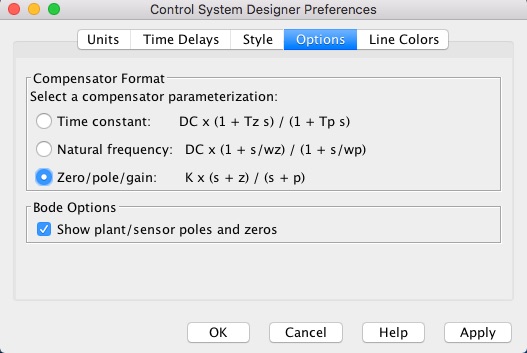 Control System Designer Preferences
Units Time Delays Style Options Line Colors
Compensator Format
Select a compensator parameterization:
Time constant: DC x (1 + Tz s) / (1 + Tp s)
Natural frequency: DC x (1 + s/wz) / (1 + s/wp)
Zero/pole/gain: K x (s + z) / (s + p)
Bode Options
Show plant/sensor poles and zeros
OK Cancel Help Apply